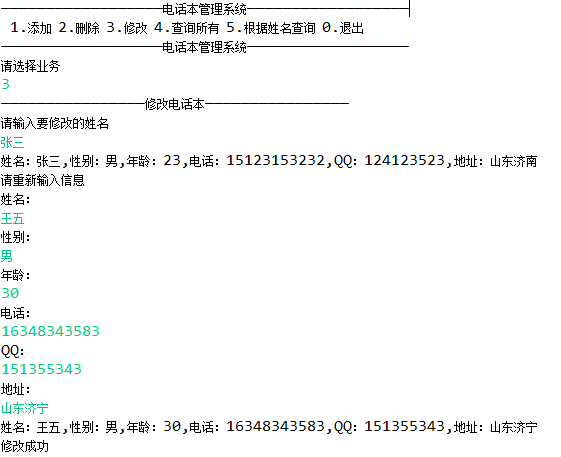 ——————————————————电话本管理系统——————————————————
1.添加 2.删除 3.修改 4.查询所有 5.根据姓名查询 0.退出
——————————————————电话本管理系统——————————————————
请选择业务
3
————————————————修改电话本————————————————
请输入要修改的姓名
张三
姓名: 张三,性别: 男,年龄: 23,电话: 15123153232,QQ: 124123523,地址: 山东济南
请重新输入信息
姓名:
王五
性别:
男
年龄:
30
电话:
16348343583
QQ:
151355343
地址:
山东济宁
姓名: 王五,性别: 男,年龄: 30,电话: 16348343583,QQ: 151355343,地址: 山东济宁
修改成功